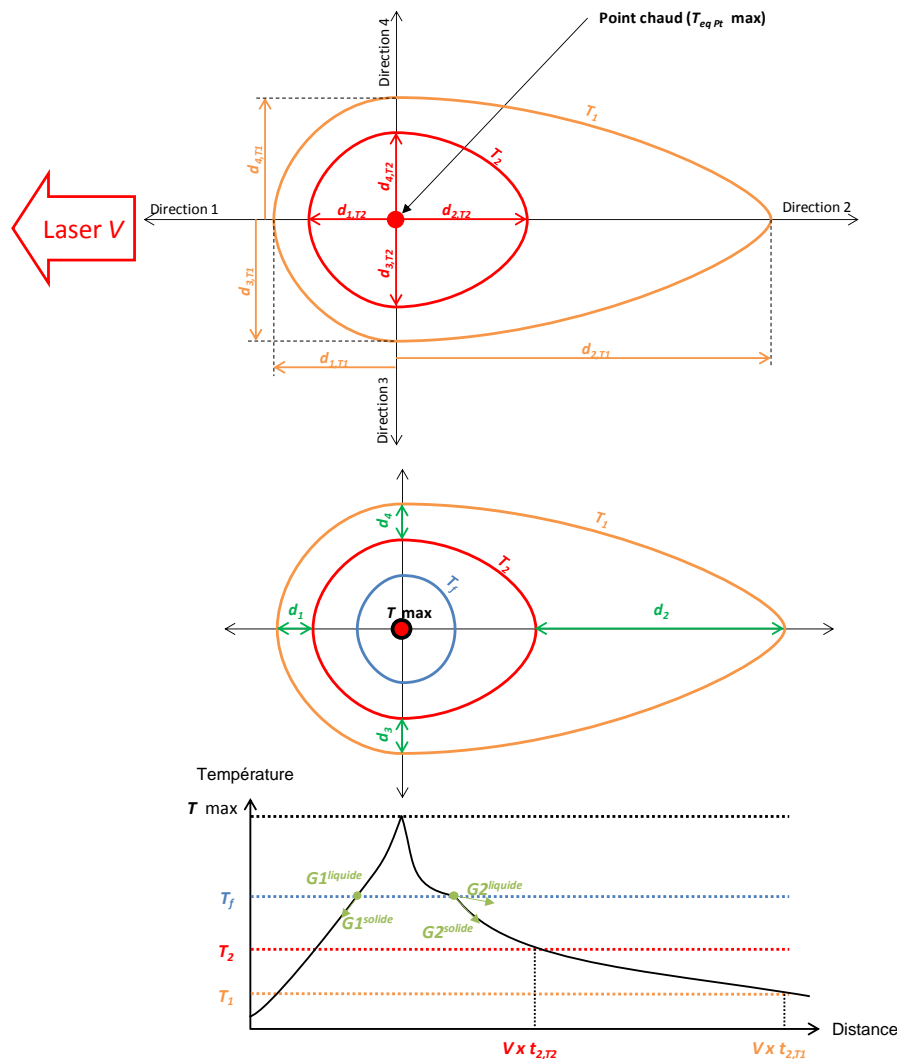 Point chaud (T eq Pt max)
Direction 4
T1
d4,T1
T2
d4,T2
Laser V
Direction 1
d1,T2
d2,T2
Direction 2
d3,T2
d3,T1
d1,T1
d2,T1
Direction 3
d4
T1
T2
Tf
T max
d1
d2
d3
Température
T max
G1liquide
G2liquide
Tf
G1solide
G2solide
T2
T1
Distance
V x t2,T2
V x t2,T1